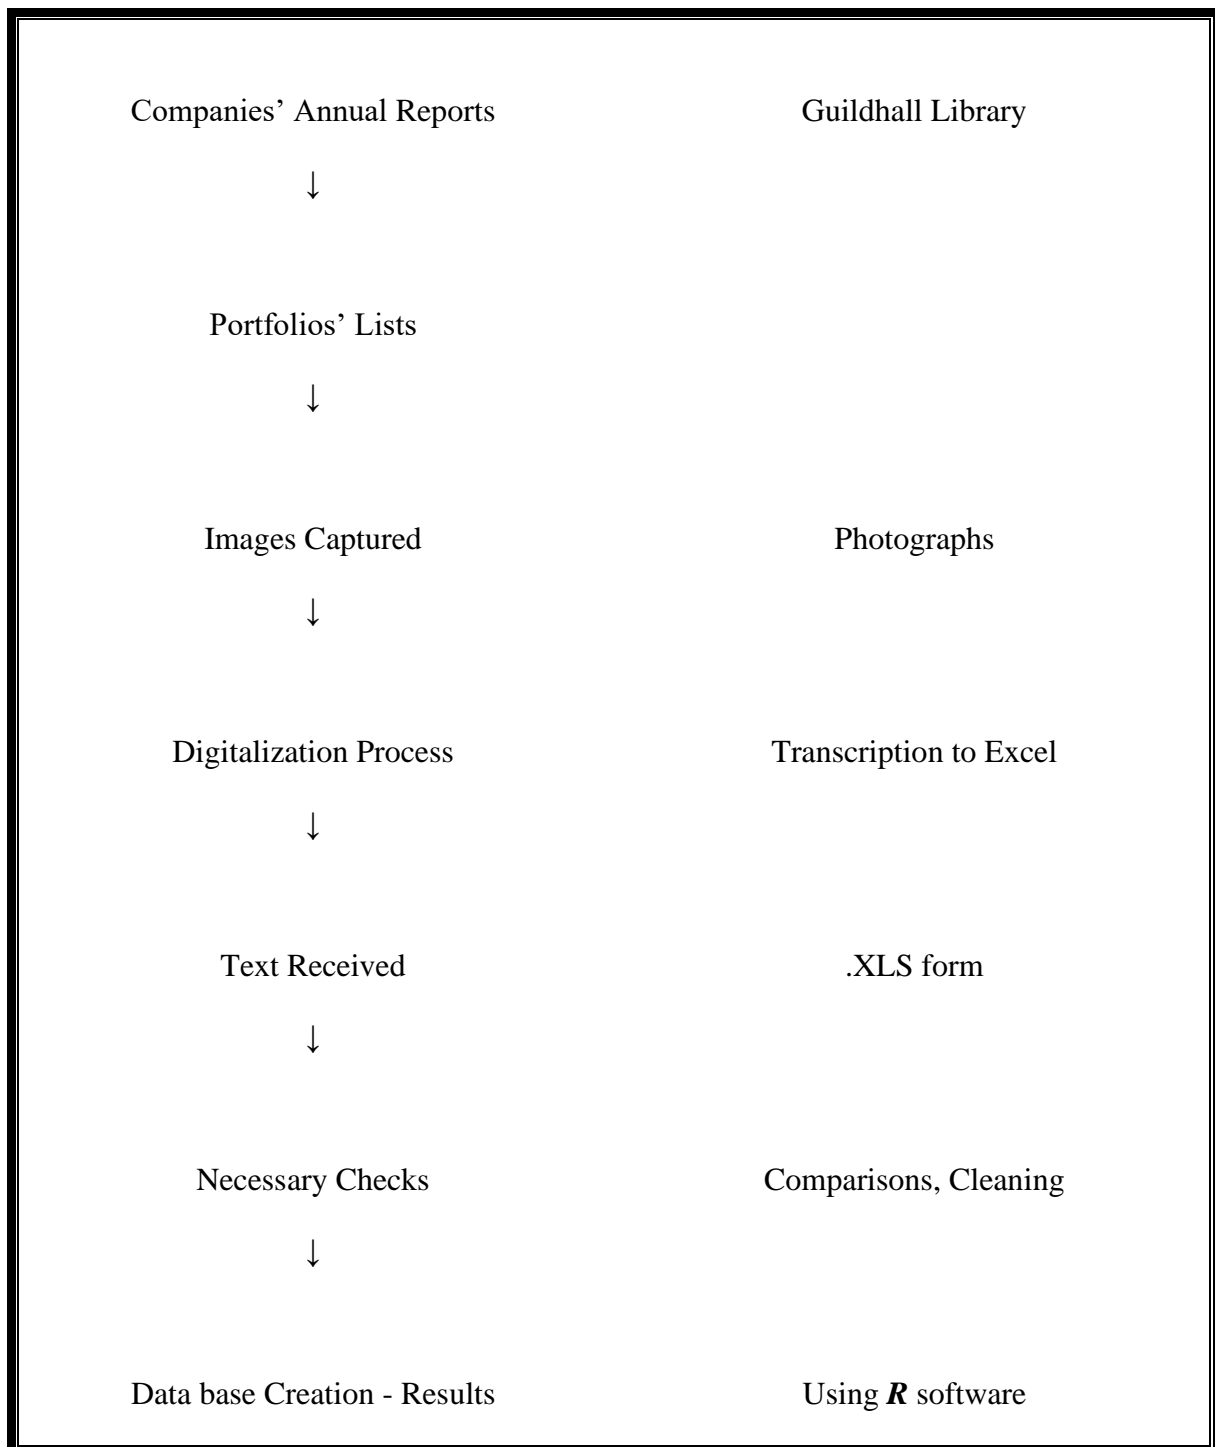 Companies’ Annual Reports Guildhall Library
↓
Portfolios’ Lists
↓
Images Captured Photographs
↓
Digitalization Process Transcription to Excel
↓
Text Received .XLS form
↓
Necessary Checks Comparisons, Cleaning
↓
Data base Creation - Results Using R software